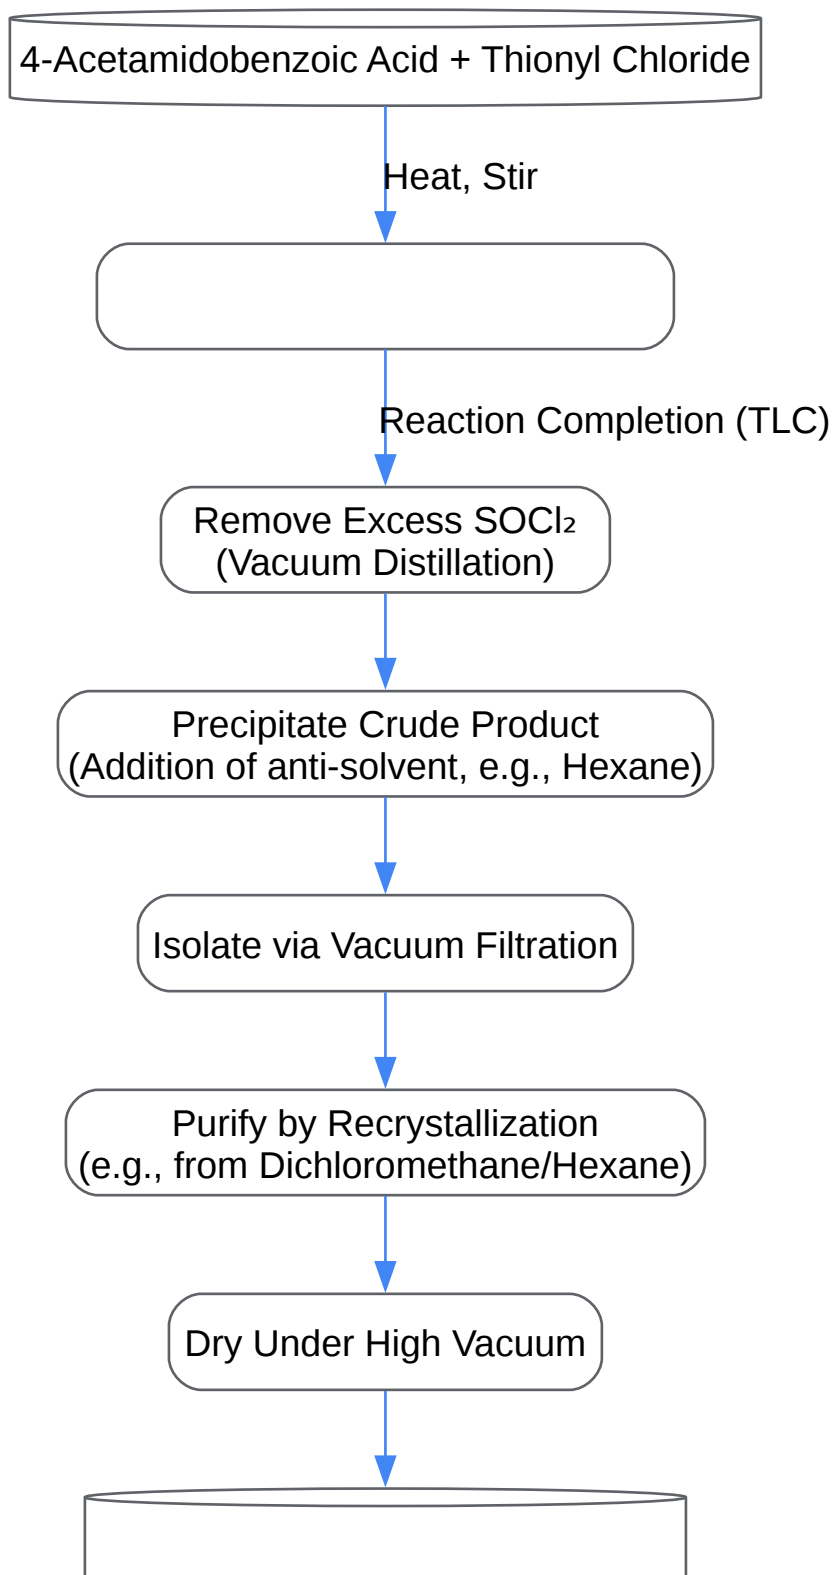 4-Acetamidobenzoic Acid + Thionyl Chloride
Heat, Stir
Reaction Completion (TLC)
Remove Excess SOCl₂
(Vacuum Distillation)
Precipitate Crude Product
(Addition of anti-solvent, e.g., Hexane)
Isolate via Vacuum Filtration
Purify by Recrystallization
(e.g., from Dichloromethane/Hexane)
Dry Under High Vacuum